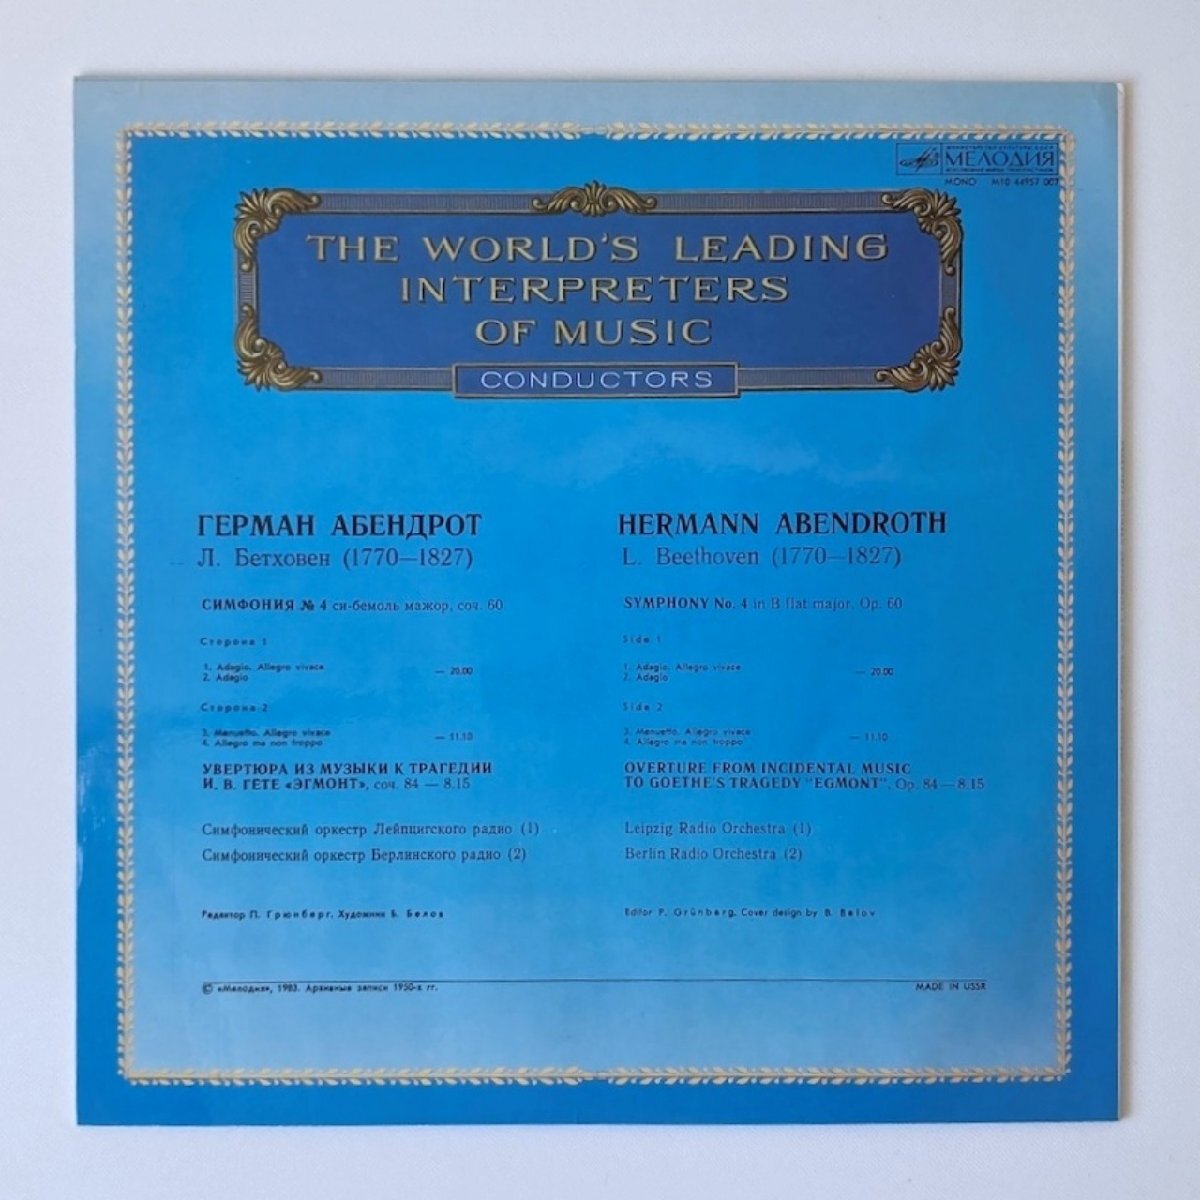 МЕЛОДИЯ
MONO М10 44957 007
THE WORLD'S LEADING
INTERPRETERS
OF MUSIC
CONDUCTORS
ГЕРМАН АБЕНДРОТ
Л. Бетховен (1770—1827)
СИМФОНИЯ № 4 си-бемоль мажор, соч. 60
Сторона 1
1. Adagio. Allegro vivace
2. Adagio
— 20.00
Сторона 2
3. Menuetto. Allegro vivace
4. Allegro ma non troppo
— 11.10
УВЕРТЮРА ИЗ МУЗЫКИ К ТРАГЕДИИ
И. В. ГЕТЕ «ЭГМОНТ», соч. 84 — 8.15
Симфонический оркестр Лейпцигского радио (1)
Симфонический оркестр Берлинского радио (2)
Редактор П. Грюнберг. Художник Б. Белов
HERMANN ABENDROTH
L. Beethoven (1770—1827)
SYMPHONY No. 4 in B flat major, Op. 60
Side 1
1. Adagio. Allegro vivace
2. Adagio
— 20.00
Side 2
3. Menuetto. Allegro vivace
4. Allegro ma non troppo
— 11.10
OVERTURE FROM INCIDENTAL MUSIC
TO GOETHE'S TRAGEDY "EGMONT", Op. 84 — 8.15
Leipzig Radio Orchestra (1)
Berlin Radio Orchestra (2)
Editor P. Grünberg. Cover design by B. Belov
© «Мелодия», 1983. Архивные записи 1950-х гг.
MADE IN USSR